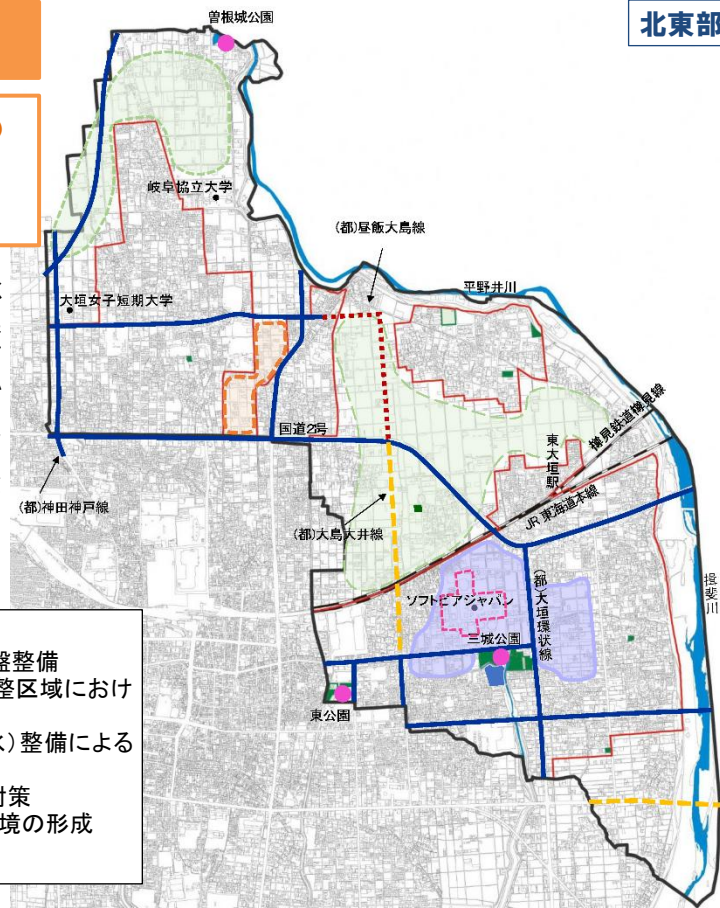 北東部
曽根城公園
岐阜協立大学
(都)昼飯大島線
平野井川
大垣女子短期大学
国道21号
樽見鉄道樽見線
東大垣駅
(都)神田神戸線
(都)大島大井線
JR東海道本線
揖斐川
ソフトピアジャパン
(都)大垣環状線
三城公園
東公園
盤整備
整区域におけ
水)整備による
対策
境の形成